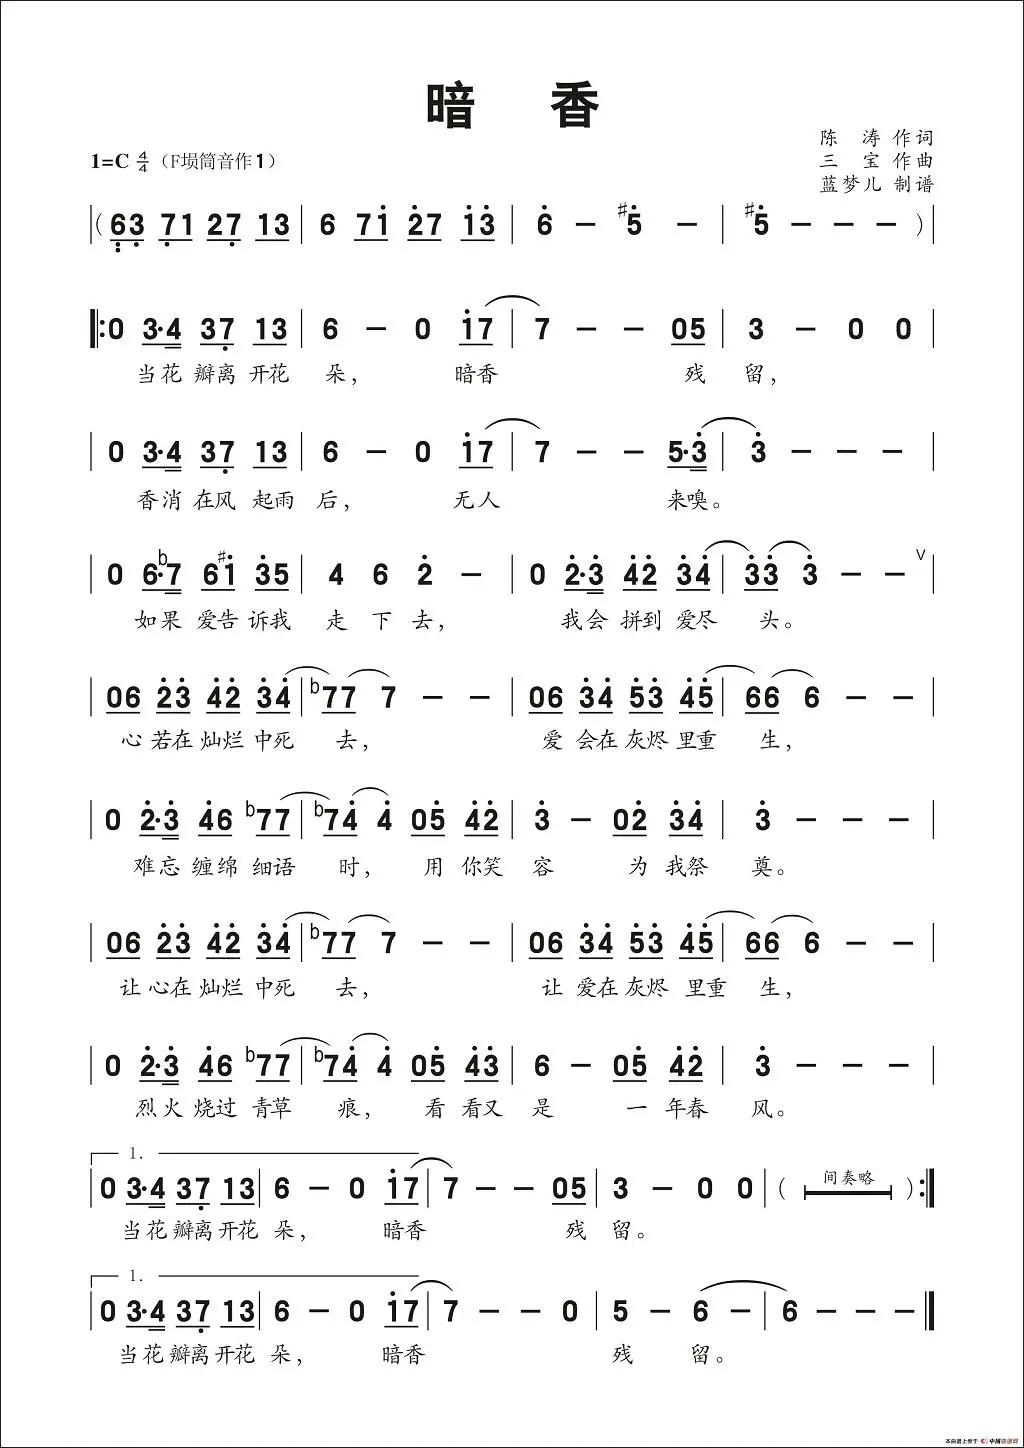 暗 香
陈 涛 作词
1=C 4/4 （F埙筒音作1）
三 宝 作曲
蓝梦儿 制谱
( 63 71 27 13 | 6 71 27 13 | 6 — #5 — | #5 — — — )
0 3·4 37 13 | 6 — 0 17 | 7 — — 05 | 3 — 0 0
当花 瓣离 开花 朵， 暗香 残 留，
0 3·4 37 13 | 6 — 0 17 | 7 — — 5·3 | 3 — — —
香消 在风 起雨 后， 无人 来嗅。
0 6·b7 6#1 35 | 4 6 2 — | 0 2·3 42 34 | 33 3 — — V
如果 爱告 诉我 走 下 去， 我会 拼到 爱尽 头。
06 23 42 34 | b77 7 — — | 06 34 53 45 | 66 6 — —
心 若在 灿烂 中死 去， 爱 会在 灰烬 里重 生，
0 2·3 46 b77 | b74 4 05 42 | 3 — 02 34 | 3 — — —
难忘 缠绵 细语 时， 用 你笑 容 为 我祭 奠。
06 23 42 34 | b77 7 — — | 06 34 53 45 | 66 6 — —
让 心在 灿烂 中死 去， 让 爱在 灰烬 里重 生，
0 2·3 46 b77 | b74 4 05 43 | 6 — 05 42 | 3 — — —
烈火 烧过 青草 痕， 看 看又 是 一 年春 风。
1.
0 3·4 37 13 | 6 — 0 17 | 7 — — 05 | 3 — 0 0 | ( 间奏略 )
当花 瓣离 开花 朵， 暗香 残 留。
1.
0 3·4 37 13 | 6 — 0 17 | 7 — — 0 | 5 — 6 — | 6 — — —
当花 瓣离 开花 朵， 暗香 残 留。
本曲谱上传于